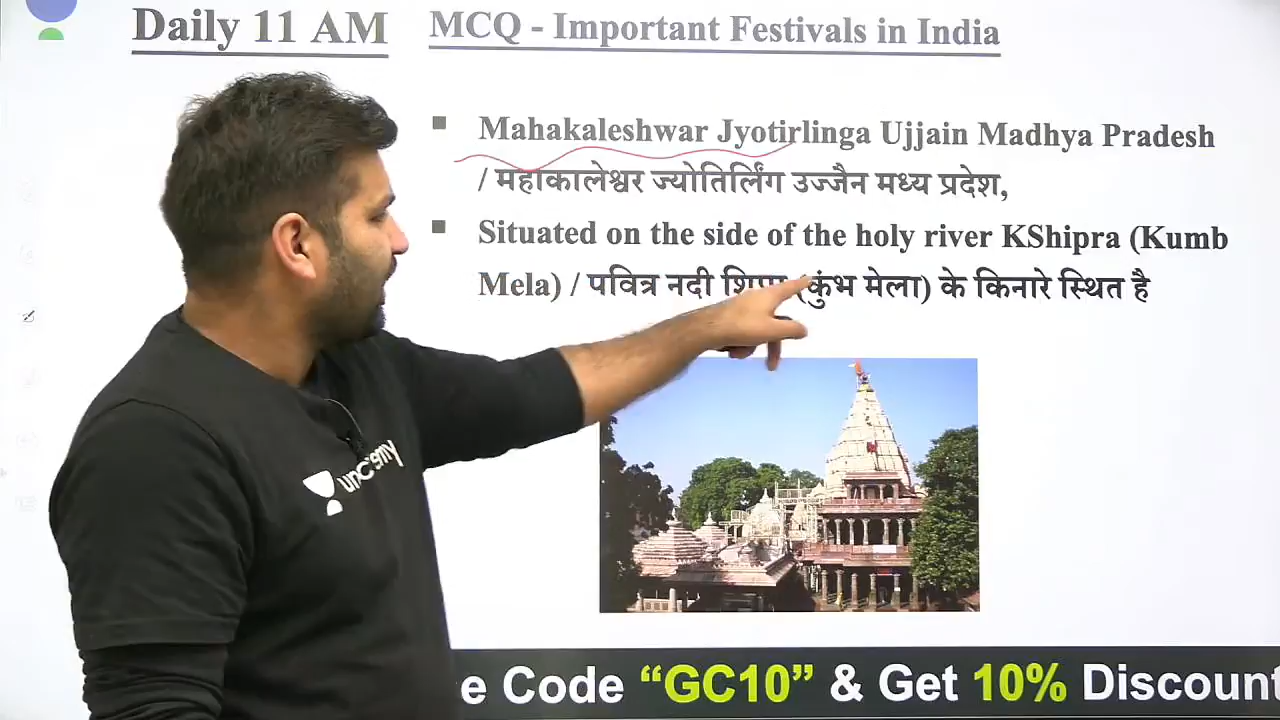 Daily 11 AM MCQ - Important Festivals in India
Mahakaleshwar Jyotirlinga Ujjain Madhya Pradesh
/ महाकालेश्वर ज्योतिर्लिंग उज्जैन मध्य प्रदेश,
Situated on the side of the holy river KShipra (Kumb
Mela) / पवित्र नदी शिप्रा (कुंभ मेला) के किनारे स्थित है
unacademy
e Code “GC10” & Get 10% Discount